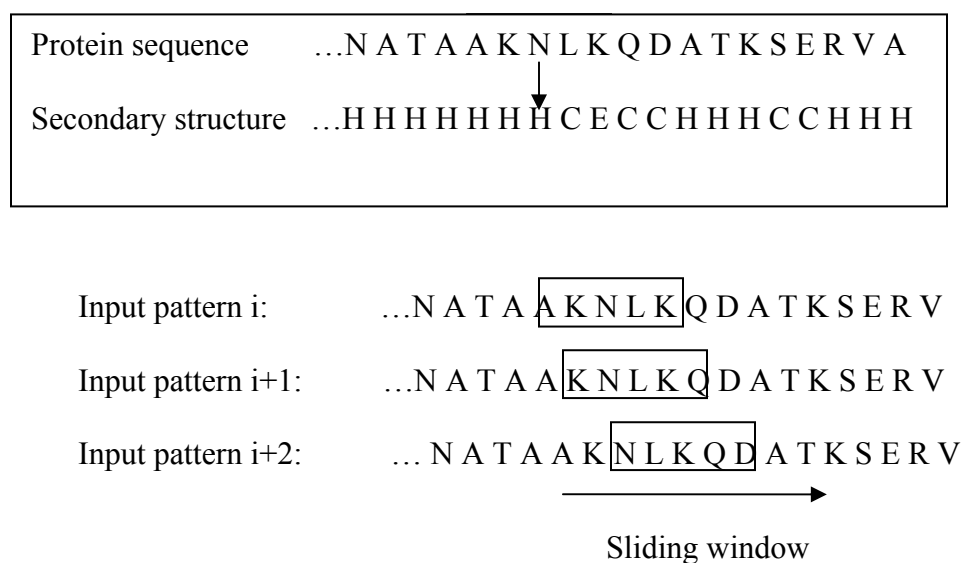 Protein sequence …N A T A A K N L K Q D A T K S E R V A
Secondary structure …H H H H H H H C E C C H H H C C H H H
Input pattern i: …N A T A A K N L K Q D A T K S E R V
Input pattern i+1: …N A T A A K N L K Q D A T K S E R V
Input pattern i+2: … N A T A A K N L K Q D A T K S E R V
Sliding window